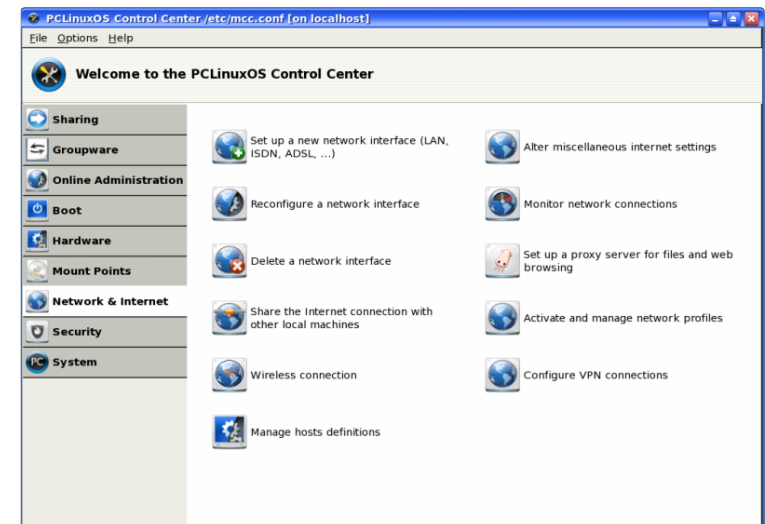 PCLinuxOS Control Center /etc/mcc.conf [on localhost]
File Options Help
Welcome to the PCLinuxOS Control Center
Sharing
Groupware
Online Administration
Boot
Hardware
Mount Points
Network & Internet
Security
System
Set up a new network interface (LAN,
ISDN, ADSL, ...)
Alter miscellaneous internet settings
Reconfigure a network interface
Monitor network connections
Delete a network interface
Set up a proxy server for files and web
browsing
Share the Internet connection with
other local machines
Activate and manage network profiles
Wireless connection
Configure VPN connections
Manage hosts definitions